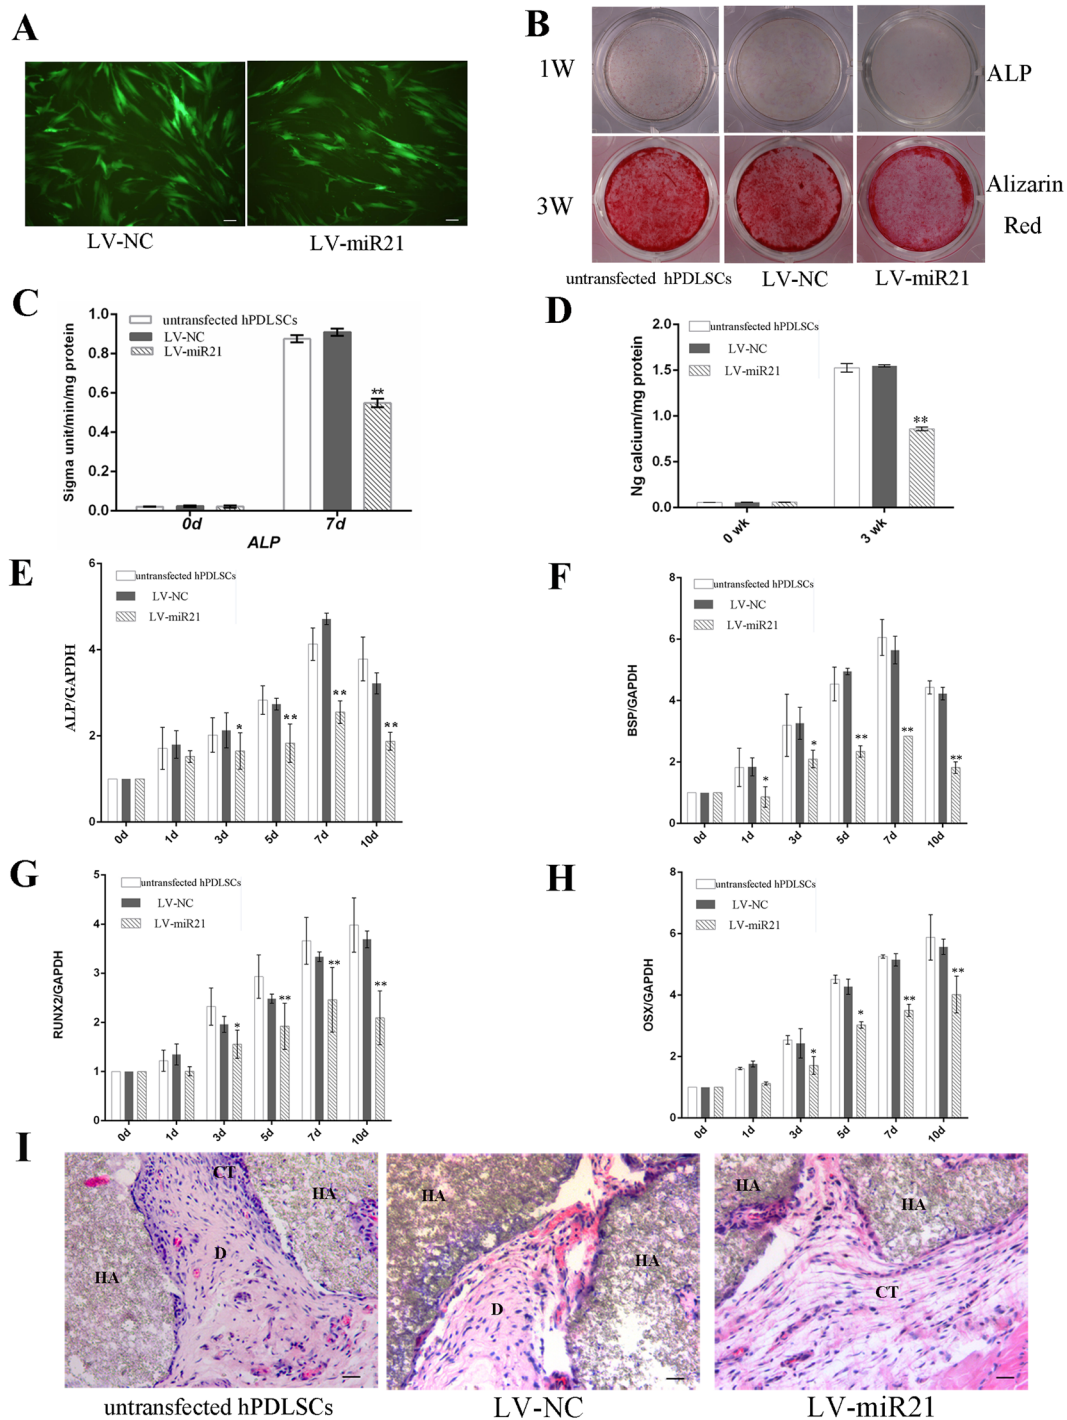 A
LV-NC
LV-miR21
B
1W
ALP
3W
Alizarin
Red
untransfected hPDLSCs
LV-NC
LV-miR21
C
Sigma unit/min/mg protein
1.0
0.8
0.6
0.4
0.2
0.0
untransfected hPDLSCs
LV-NC
LV-miR21
**
0d
7d
ALP
D
Ng calcium/mg protein
2.0
1.5
1.0
0.5
0.0
untransfected hPDLSCs
LV-NC
LV-miR21
**
0 wk
3 wk
E
ALP/GAPDH
6
4
2
0
untransfected hPDLSCs
LV-NC
LV-miR21
*
**
**
**
0d
1d
3d
5d
7d
10d
F
BSP/GAPDH
8
6
4
2
0
untransfected hPDLSCs
LV-NC
LV-miR21
*
*
**
**
**
0d
1d
3d
5d
7d
10d
G
RUNX2/GAPDH
5
4
3
2
1
0
untransfected hPDLSCs
LV-NC
LV-miR21
*
**
**
**
0d
1d
3d
5d
7d
10d
H
OSX/GAPDH
8
6
4
2
0
untransfected hPDLSCs
LV-NC
LV-miR21
*
*
**
**
0d
1d
3d
5d
7d
10d
I
CT
HA
D
HA
untransfected hPDLSCs
HA
HA
D
LV-NC
HA
HA
CT
LV-miR21